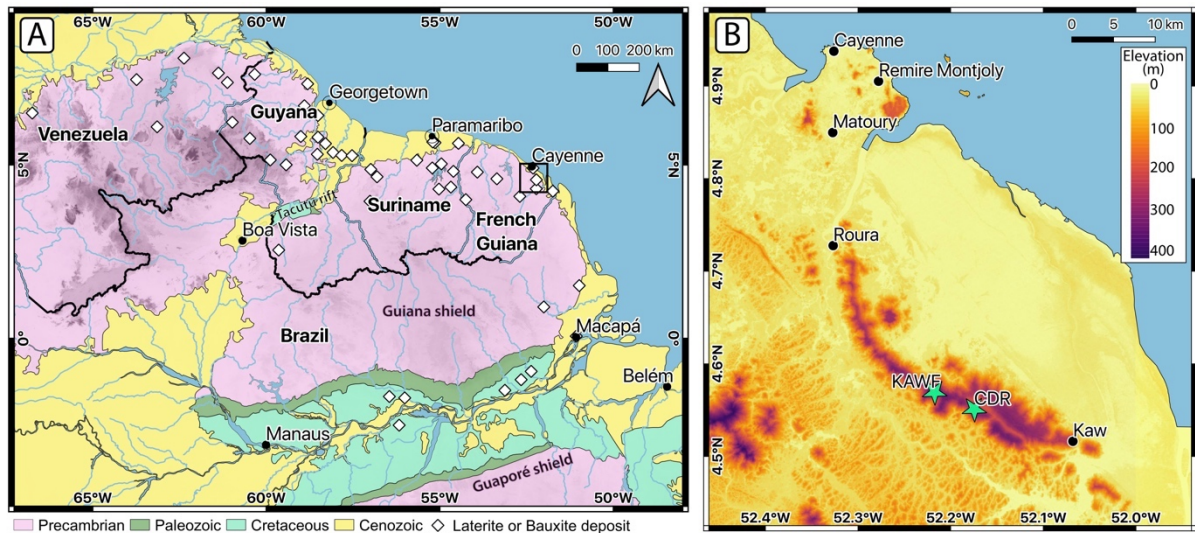 A
65°W
60°W
55°W
50°W
0 100 200 km
Georgetown
Guyana
Venezuela
Paramaribo
5°N
Cayenne
5°N
Suriname
French
Guiana
Tacutu rift
Boa Vista
Guiana shield
Brazil
Macapá
0°
0°
Belém
Manaus
Guaporé shield
65°W
60°W
55°W
50°W
Precambrian
Paleozoic
Cretaceous
Cenozoic
Laterite or Bauxite deposit
B
0 5 10 km
Cayenne
Elevation
(m)
0
100
200
300
400
Remire Montjoly
4.9°N
Matoury
4.8°N
Roura
4.7°N
4.6°N
KAWF
CDR
Kaw
4.5°N
52.4°W
52.3°W
52.2°W
52.1°W
52.0°W